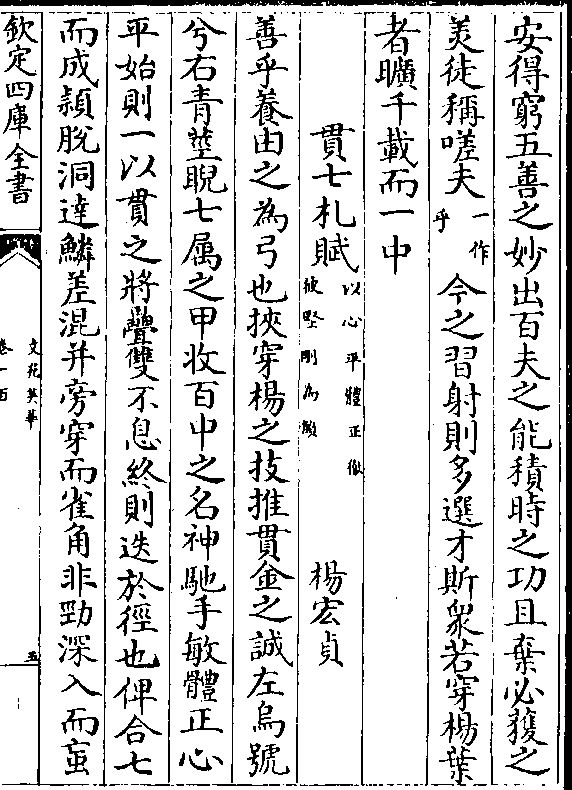 安得窮五善之妙出百夫之能積時之功且棄必獲之
美徒稱嗟夫一作乎今之習射則多選才斯衆若穿楊葉
者曠千載而一中
貫七札賦以心平體正徹彼堅剛為韻楊宏貞
善乎養由之為弓也挾穿楊之技推貫金之誠左烏號
兮右青莖睨七属之甲收百中之名神馳手敏體正心
平始則一以貫之將疊雙不息終則迭於徑也俾合七
而成頴脫洞達鱗差混并旁穿而雀角非勁深入而蝱
欽定四庫全書
文苑英華
卷一百
五